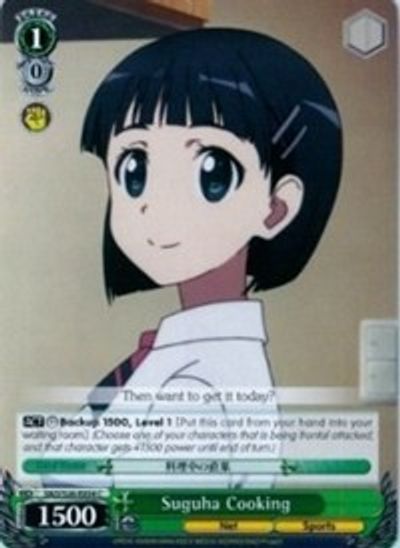 1
0
Then want to get it today?
ACT Backup 1500, Level 1 [Put this card from your hand into your
waiting room] (Choose one of your characters that is being frontal attacked,
and that character gets +1500 power until end of turn.)
料理中の直葉
Suguha Cooking
1500
Net Sports